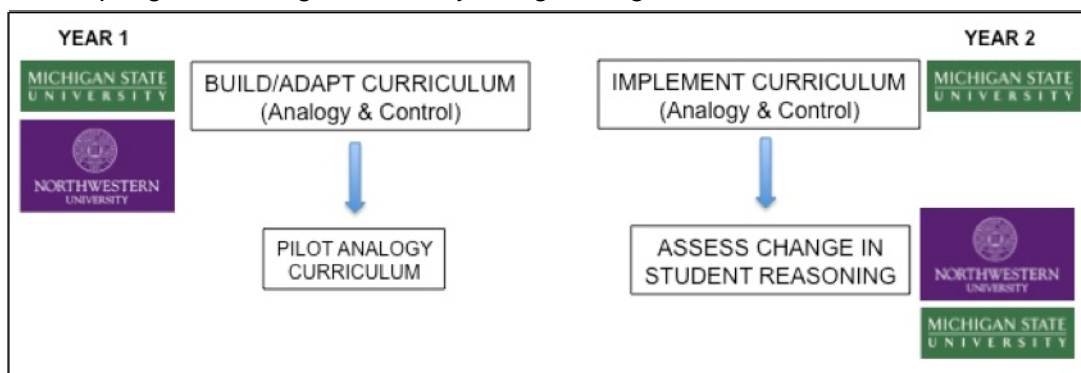 YEAR 1
MICHIGAN STATE
UNIVERSITY
NORTHWESTERN
UNIVERSITY
BUILD/ADAPT CURRICULUM
(Analogy & Control)
PILOT ANALOGY
CURRICULUM
YEAR 2
IMPLEMENT CURRICULUM
(Analogy & Control)
MICHIGAN STATE
UNIVERSITY
ASSESS CHANGE IN
STUDENT REASONING
NORTHWESTERN
UNIVERSITY
MICHIGAN STATE
UNIVERSITY